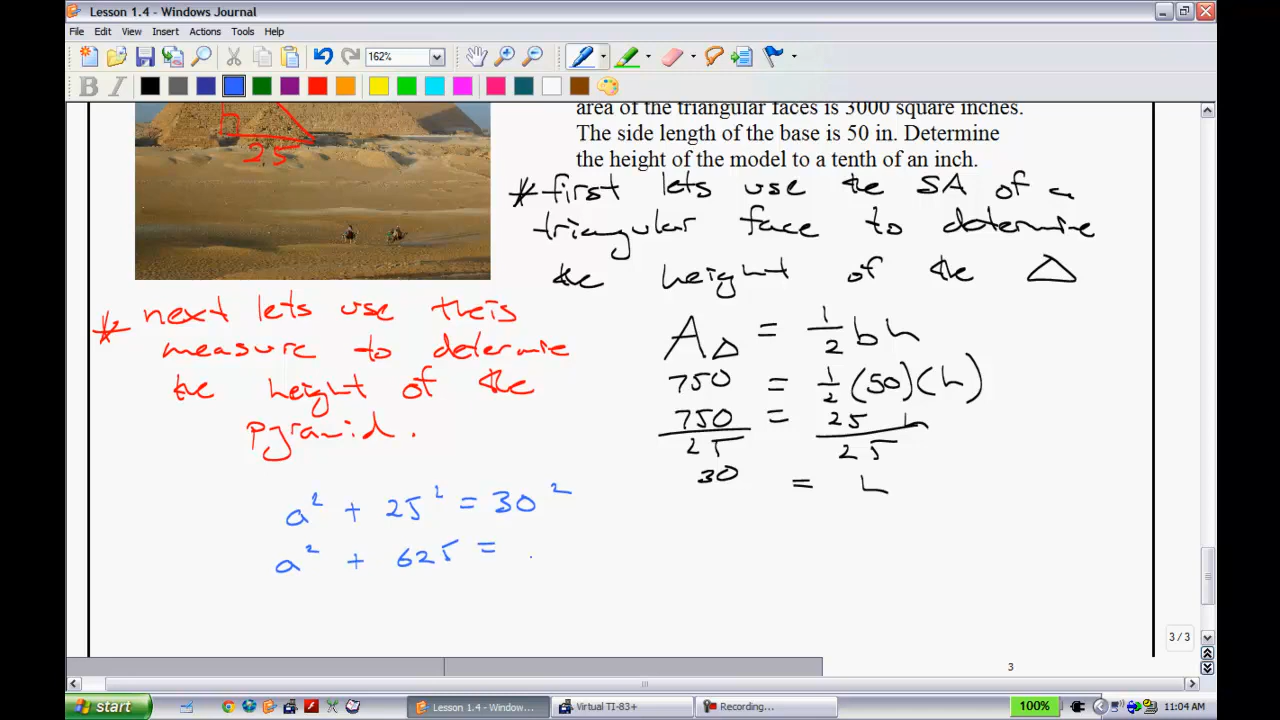 Lesson 1.4 - Windows Journal
File Edit View Insert Actions Tools Help
162%
B I
area of the triangular faces is 3000 square inches.
The side length of the base is 50 in. Determine
the height of the model to a tenth of an inch.
25
* first lets use the SA of a
triangular face to determine
the height of the Δ
* next lets use theis
measure to determine
the height of the
pyramid.
AΔ = 1/2 bh
750 = 1/2 (50)(h)
750/25 = 25h/25
30 = h
a² + 25² = 30²
a² + 625 =
3/3
3
start
Lesson 1.4 - Window...
Virtual TI-83+
Recording...
100%
11:04 AM